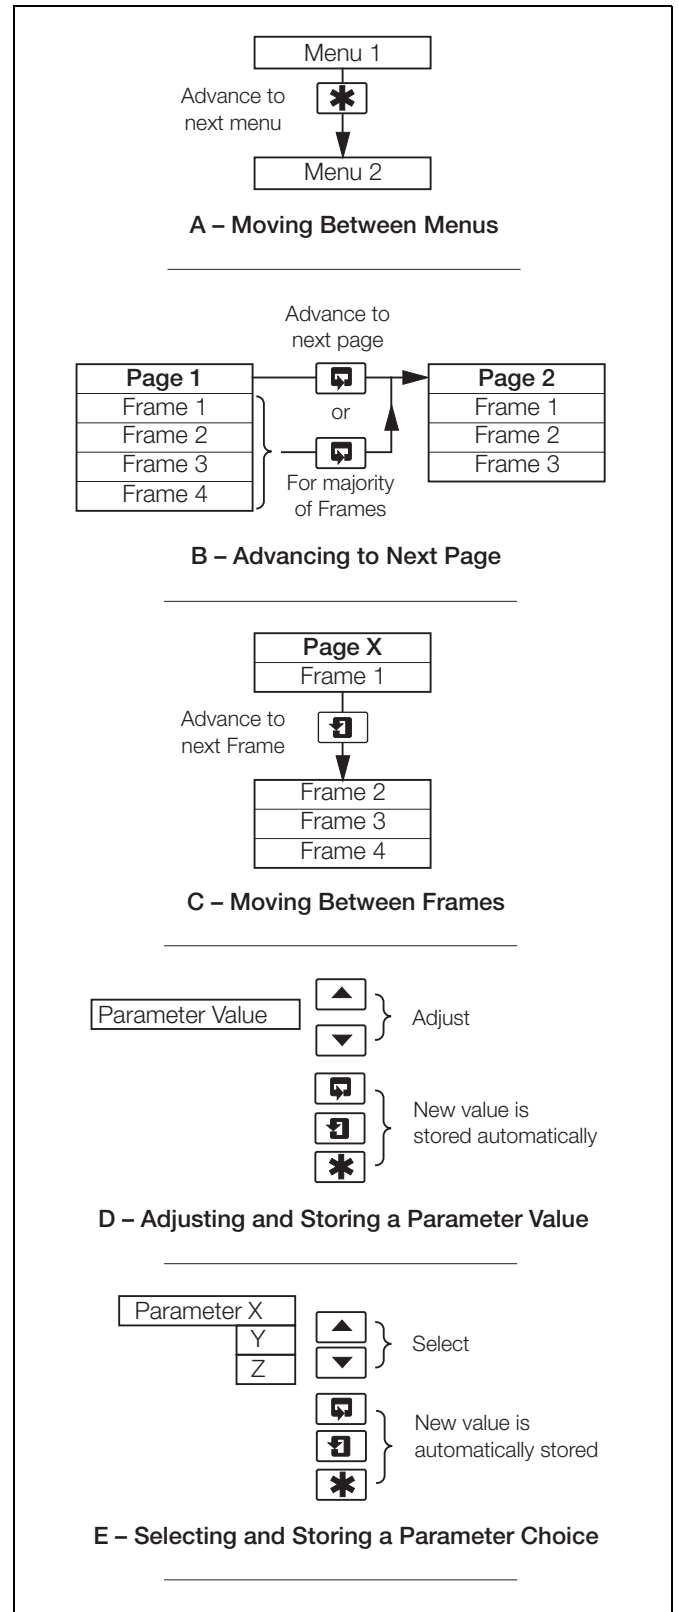 Menu 1
Advance to
next menu
Menu 2
A – Moving Between Menus
Advance to
next page
Page 1
Frame 1
Frame 2
Frame 3
Frame 4
or
For majority
of Frames
Page 2
Frame 1
Frame 2
Frame 3
B – Advancing to Next Page
Page X
Frame 1
Advance to
next Frame
Frame 2
Frame 3
Frame 4
C – Moving Between Frames
Parameter Value
Adjust
New value is
stored automatically
D – Adjusting and Storing a Parameter Value
Parameter X
Y
Z
Select
New value is
automatically stored
E – Selecting and Storing a Parameter Choice